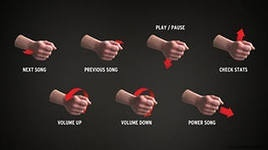 PLAY / PAUSE
NEXT SONG
PREVIOUS SONG
CHECK STATS
VOLUME UP
VOLUME DOWN
POWER SONG